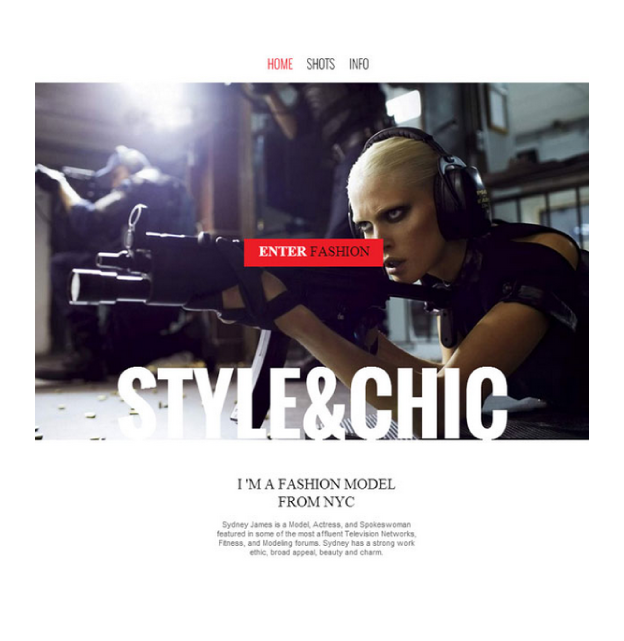 HOME SHOTS INFO
ENTER FASHION
STYLE&CHIC
I 'M A FASHION MODEL
FROM NYC
Sydney James is a Model, Actress, and Spokeswoman
featured in some of the most affluent Television Networks,
Fitness, and Modeling forums. Sydney has a strong work
ethic, broad appeal, beauty and charm.